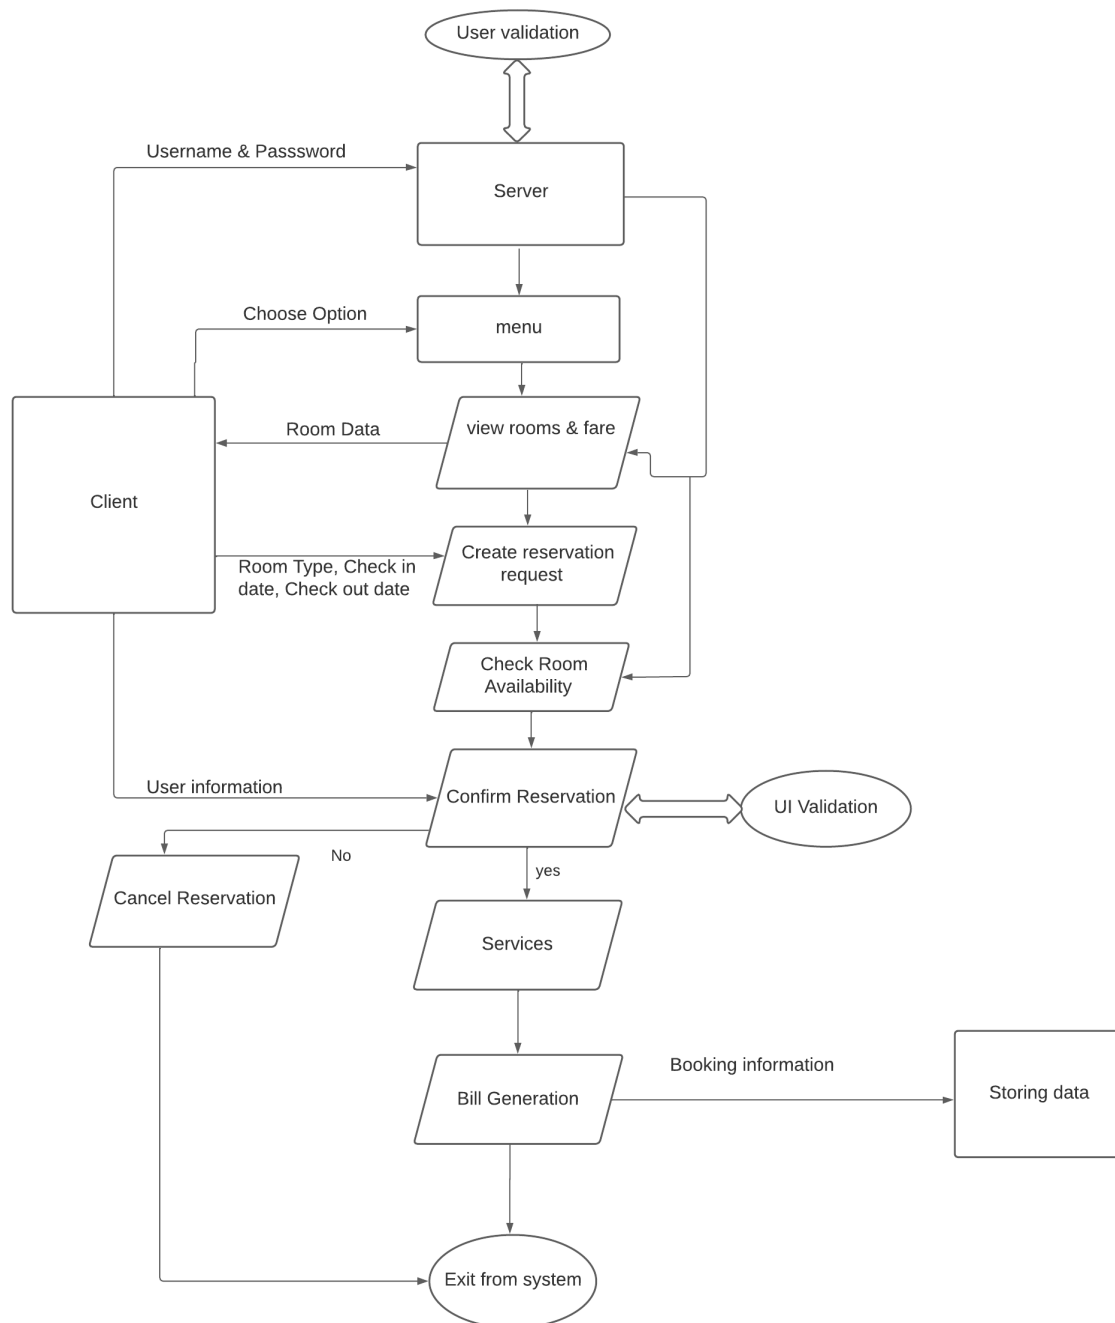 User validation
Username & Passsword
Server
Choose Option
menu
Room Data
view rooms & fare
Client
Create reservation
request
Room Type, Check in
date, Check out date
Check Room
Availability
User information
Confirm Reservation
UI Validation
No
yes
Cancel Reservation
Services
Booking information
Bill Generation
Storing data
Exit from system